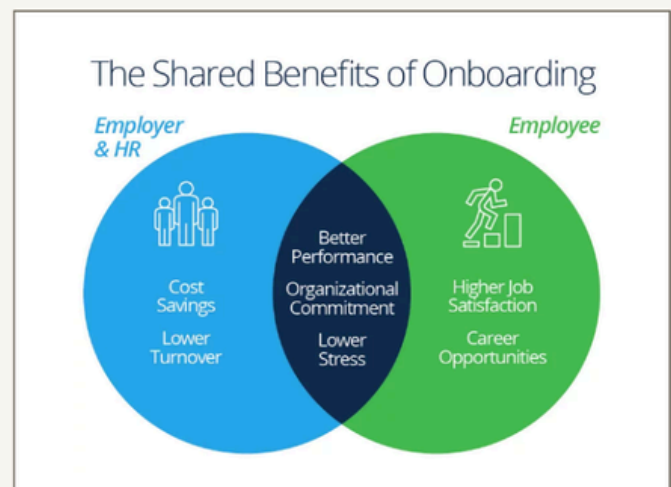 The Shared Benefits of Onboarding
Employer
& HR
Employee
Cost
Savings
Lower
Turnover
Better
Performance
Organizational
Commitment
Lower
Stress
Higher Job
Satisfaction
Career
Opportunities